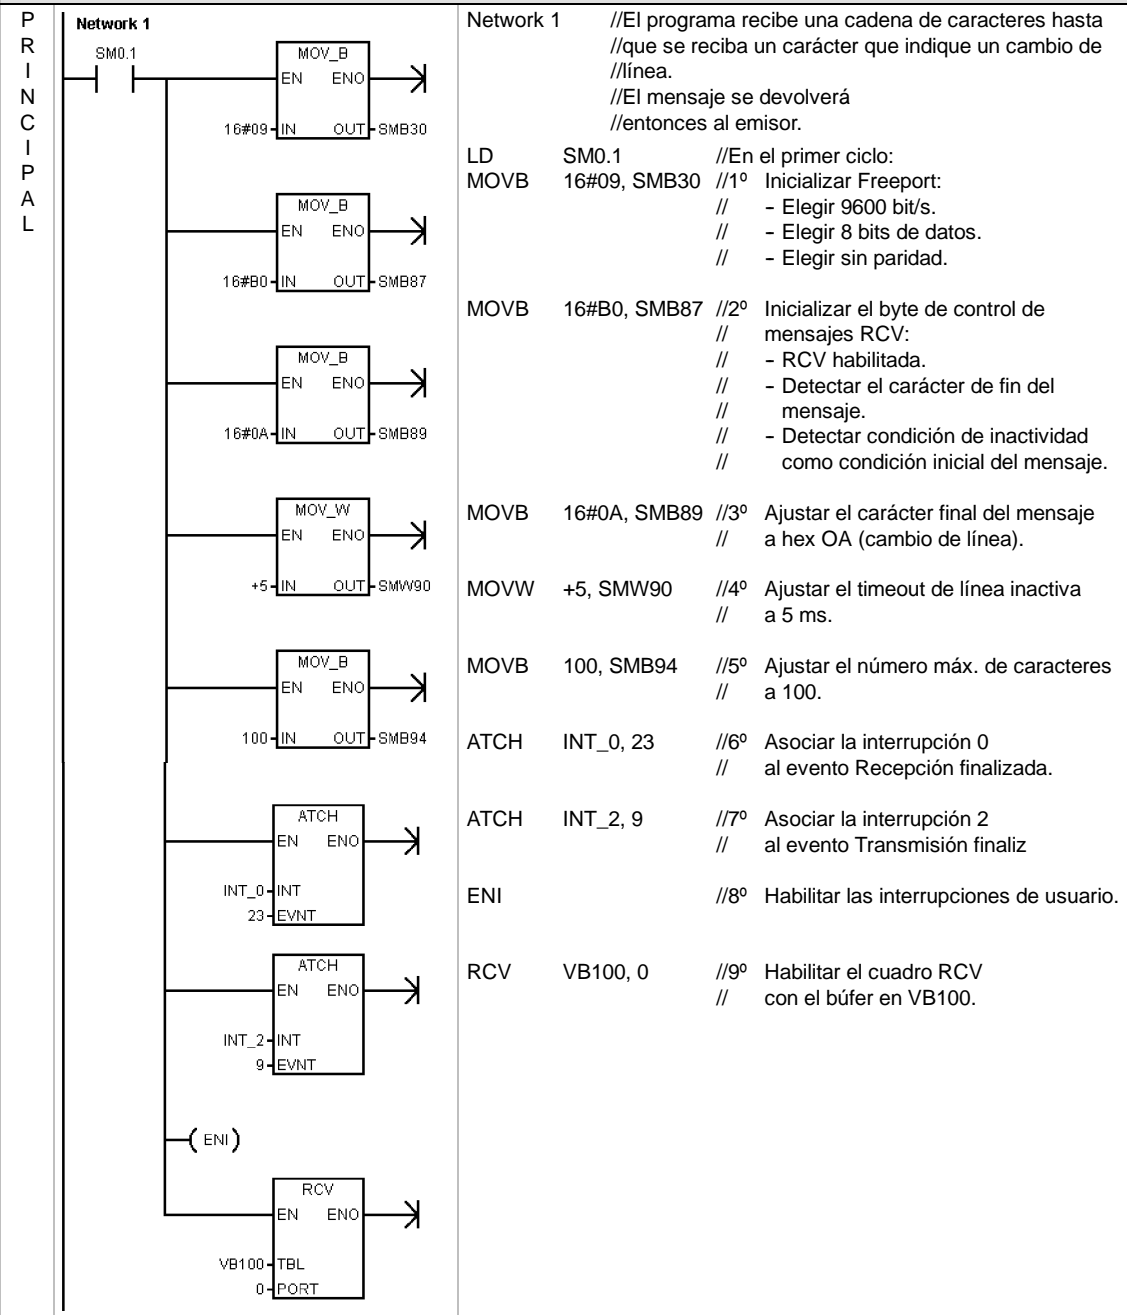 P
R
I
N
C
I
P
A
L
Network 1
SM0.1
MOV_B
EN ENO
16#09 IN OUT SMB30
MOV_B
EN ENO
16#B0 IN OUT SMB87
MOV_B
EN ENO
16#0A IN OUT SMB89
MOV_W
EN ENO
+5 IN OUT SMW90
MOV_B
EN ENO
100 IN OUT SMB94
ATCH
EN ENO
INT_0 INT
23 EVNT
ATCH
EN ENO
INT_2 INT
9 EVNT
( ENI )
RCV
EN ENO
VB100 TBL
0 PORT
Network 1 //El programa recibe una cadena de caracteres hasta
//que se reciba un carácter que indique un cambio de
//línea.
//El mensaje se devolverá
//entonces al emisor.
LD SM0.1 //En el primer ciclo:
MOVB 16#09, SMB30 //1º Inicializar Freeport:
// - Elegir 9600 bit/s.
// - Elegir 8 bits de datos.
// - Elegir sin paridad.
MOVB 16#B0, SMB87 //2º Inicializar el byte de control de
// mensajes RCV:
// - RCV habilitada.
// - Detectar el carácter de fin del
// mensaje.
// - Detectar condición de inactividad
// como condición inicial del mensaje.
MOVB 16#0A, SMB89 //3º Ajustar el carácter final del mensaje
// a hex OA (cambio de línea).
MOVW +5, SMW90 //4º Ajustar el timeout de línea inactiva
// a 5 ms.
MOVB 100, SMB94 //5º Ajustar el número máx. de caracteres
// a 100.
ATCH INT_0, 23 //6º Asociar la interrupción 0
// al evento Recepción finalizada.
ATCH INT_2, 9 //7º Asociar la interrupción 2
// al evento Transmisión finaliz
ENI //8º Habilitar las interrupciones de usuario.
RCV VB100, 0 //9º Habilitar el cuadro RCV
// con el búfer en VB100.